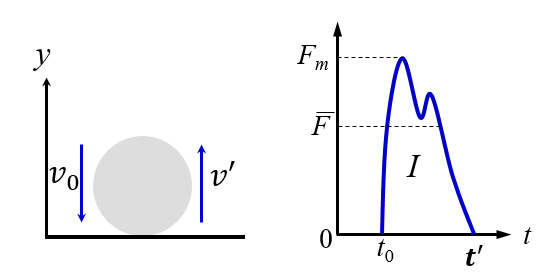 y
v₀
v′
Fₘ
F̅
I
0
t₀
t′
t